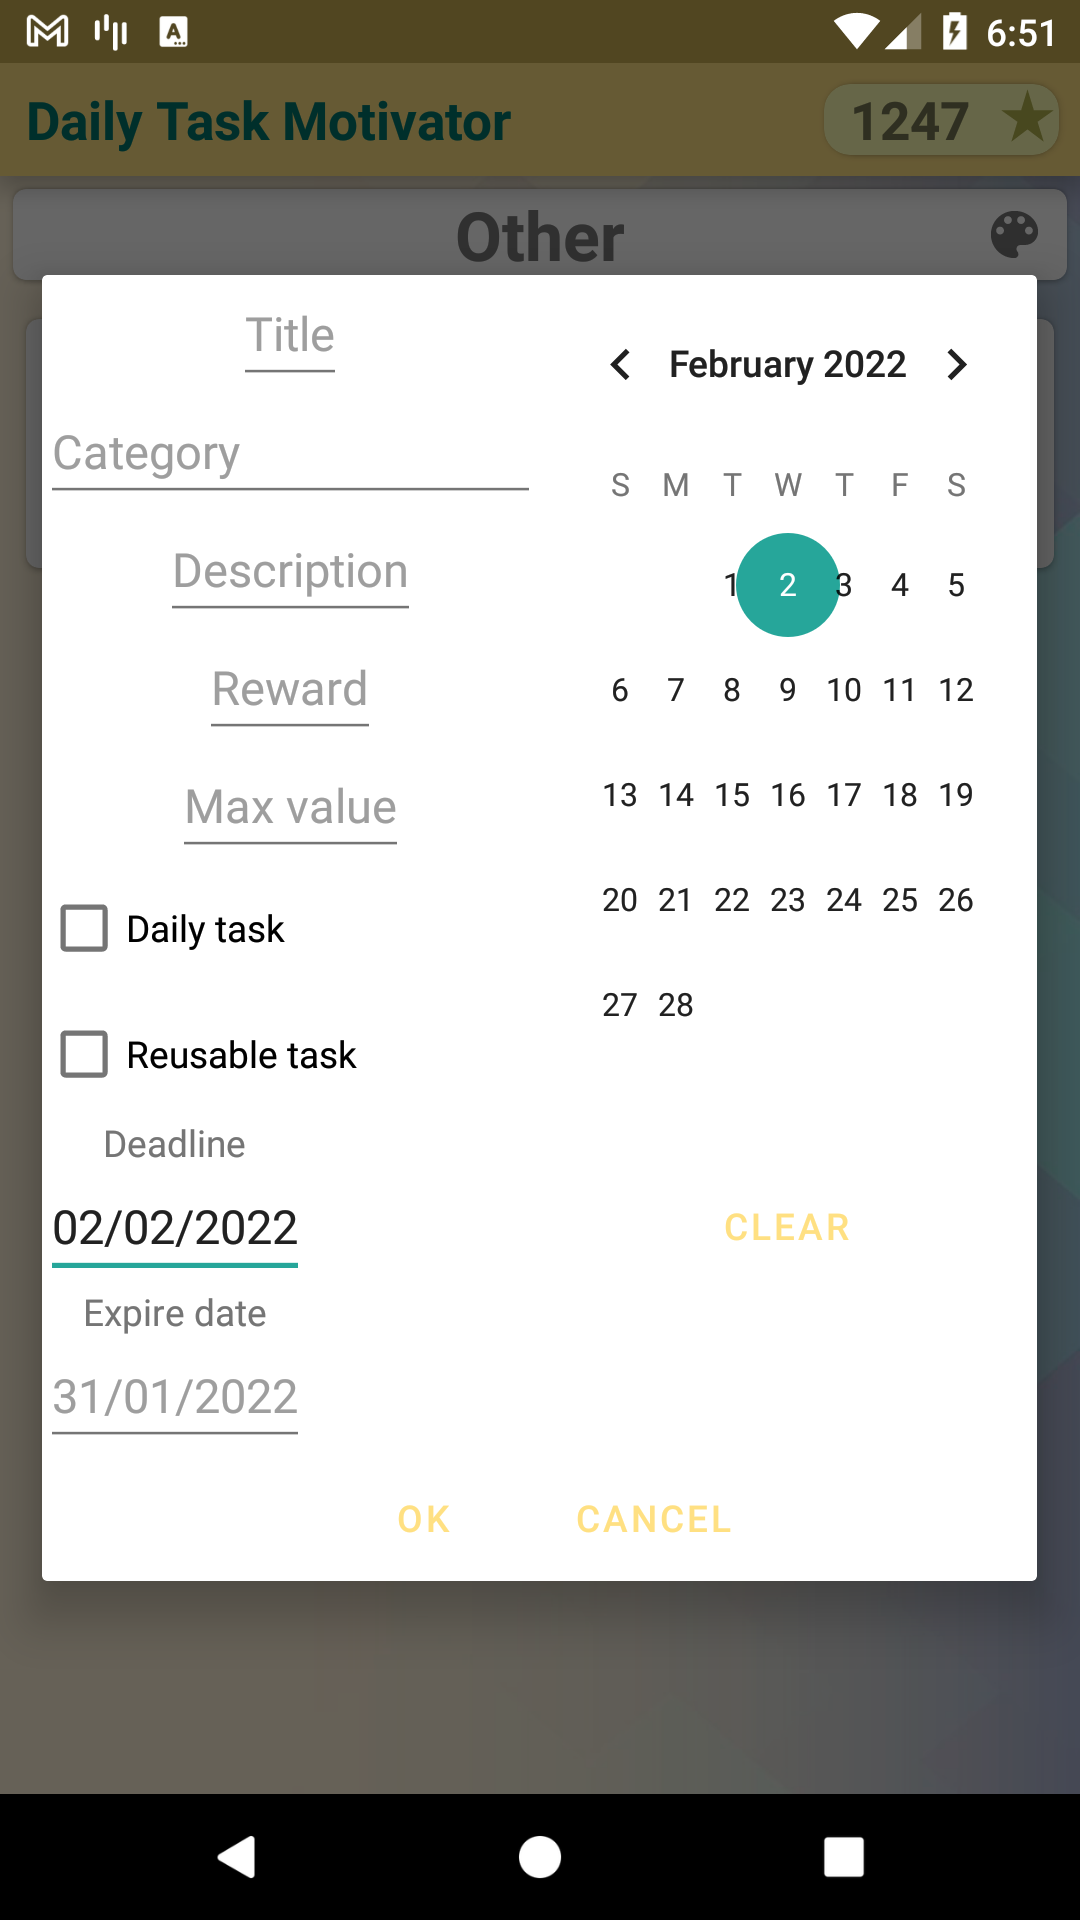 6:51
Daily Task Motivator
1247
Other
Title
Category
Description
Reward
Max value
Daily task
Reusable task
Deadline
02/02/2022
Expire date
31/01/2022
February 2022
S M T W T F S
1 2 3 4 5
6 7 8 9 10 11 12
13 14 15 16 17 18 19
20 21 22 23 24 25 26
27 28
CLEAR
OK CANCEL